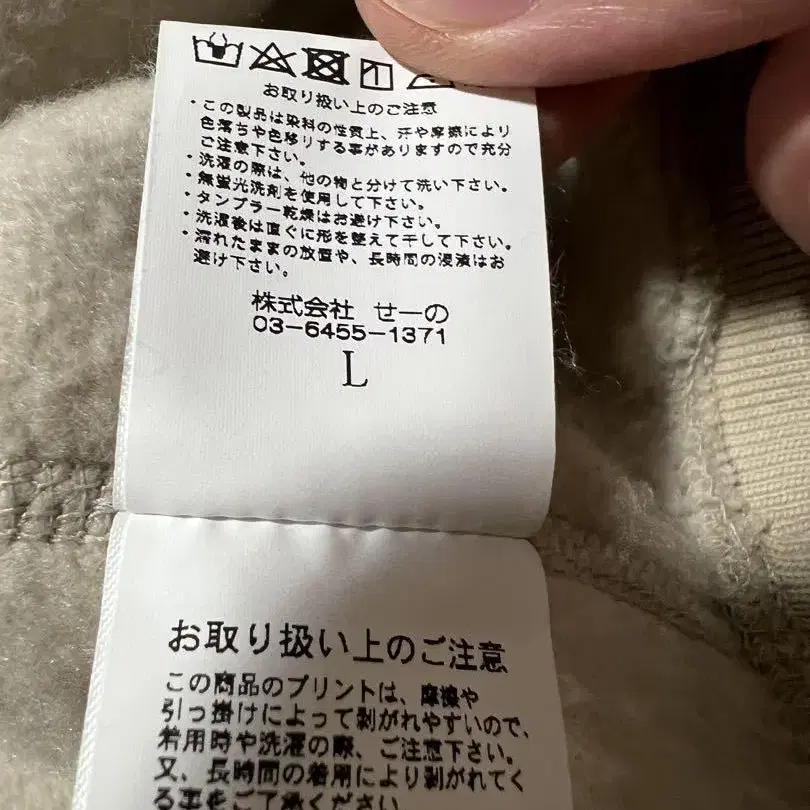 お取り扱い上のご注意
・この製品は染料の性質上、汗や摩擦により
色落ちや色移りする事がありますので充分
ご注意下さい。
・洗濯の際は、他の物と分けて洗い下さい。
・無蛍光洗剤を使用して下さい。
・タンブラー乾燥はお避け下さい。
・洗濯後は直ぐに形を整えて干して下さい。
・濡れたままの放置や、長時間の浸漬はお
避け下さい。
株式会社 せーの
03-6455-1371
L
お取り扱い上のご注意
この商品のプリントは、摩擦や
引っ掛けによって剥がれやすいので、
着用時や洗濯の際、ご注意下さい。
又、長時間の着用により剥がれてく
る事をご了承ください